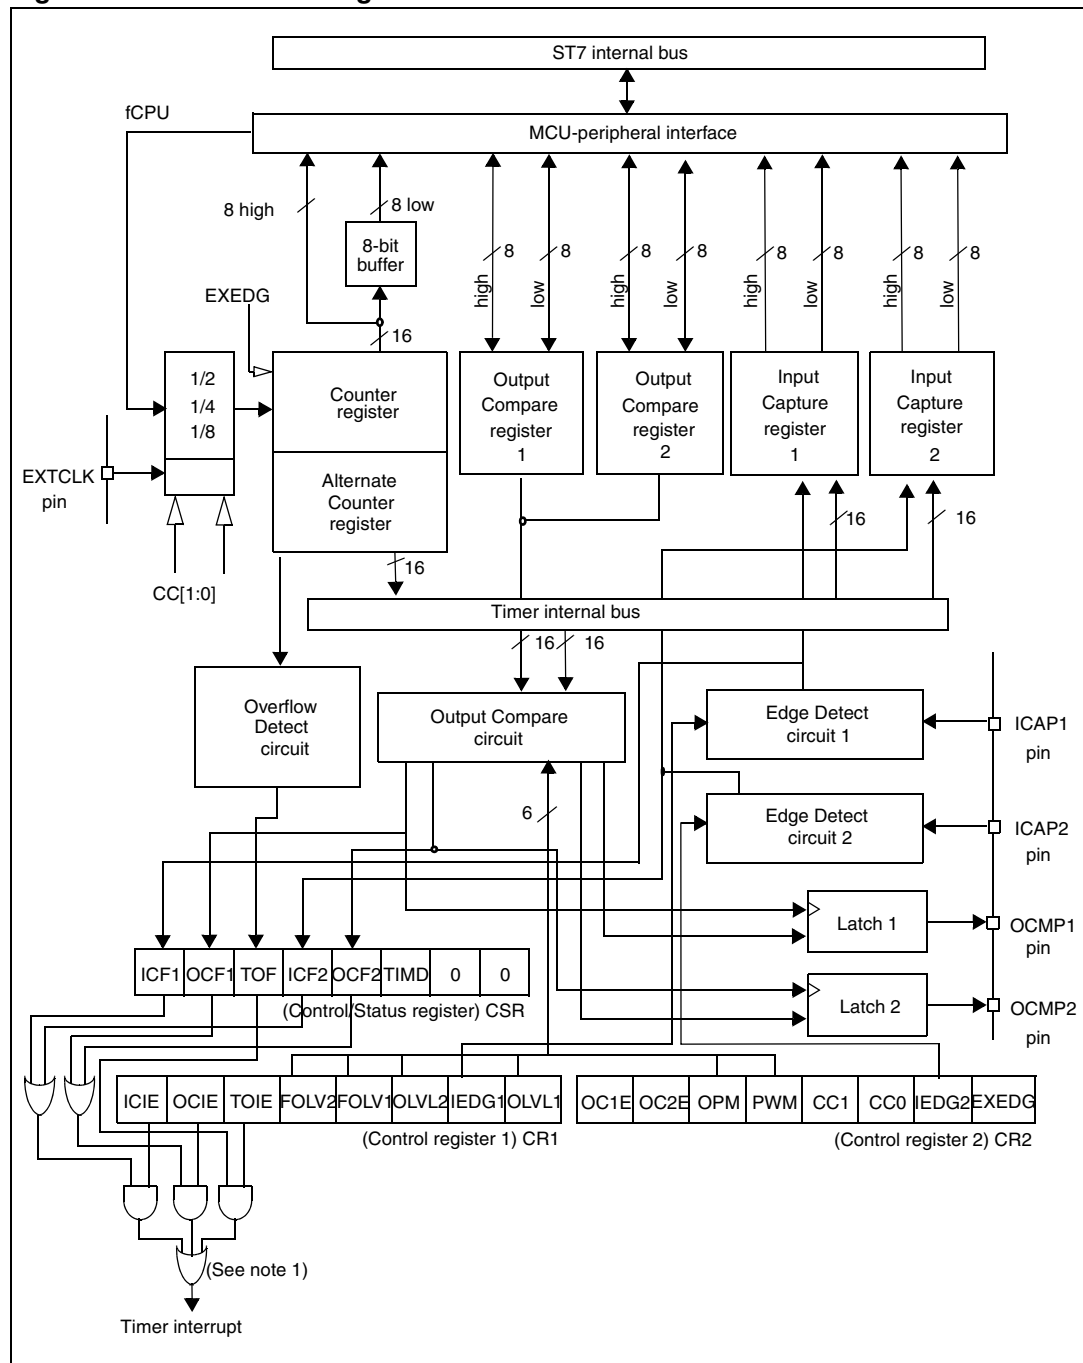 ST7 internal bus
fCPU
MCU-peripheral interface
8 high
8 low
8-bit
buffer
high
8
low
8
high
8
low
8
high
8
low
8
high
8
low
8
EXEDG
16
1/2
1/4
1/8
Counter
register
Output
Compare
register
1
Output
Compare
register
2
Input
Capture
register
1
Input
Capture
register
2
EXTCLK
pin
Alternate
Counter
register
16
16
CC[1:0]
16
Timer internal bus
16
16
Overflow
Detect
circuit
Output Compare
circuit
Edge Detect
circuit 1
ICAP1
pin
6
Edge Detect
circuit 2
ICAP2
pin
Latch 1
OCMP1
pin
ICF1 OCF1 TOF ICF2 OCF2 TIMD 0 0
(Control/Status register) CSR
Latch 2
OCMP2
pin
ICIE OCIE TOIE FOLV2 FOLV1 OLVL2 IEDG1 OLVL1
(Control register 1) CR1
OC1E OC2E OPM PWM CC1 CC0 IEDG2 EXEDG
(Control register 2) CR2
(See note 1)
Timer interrupt